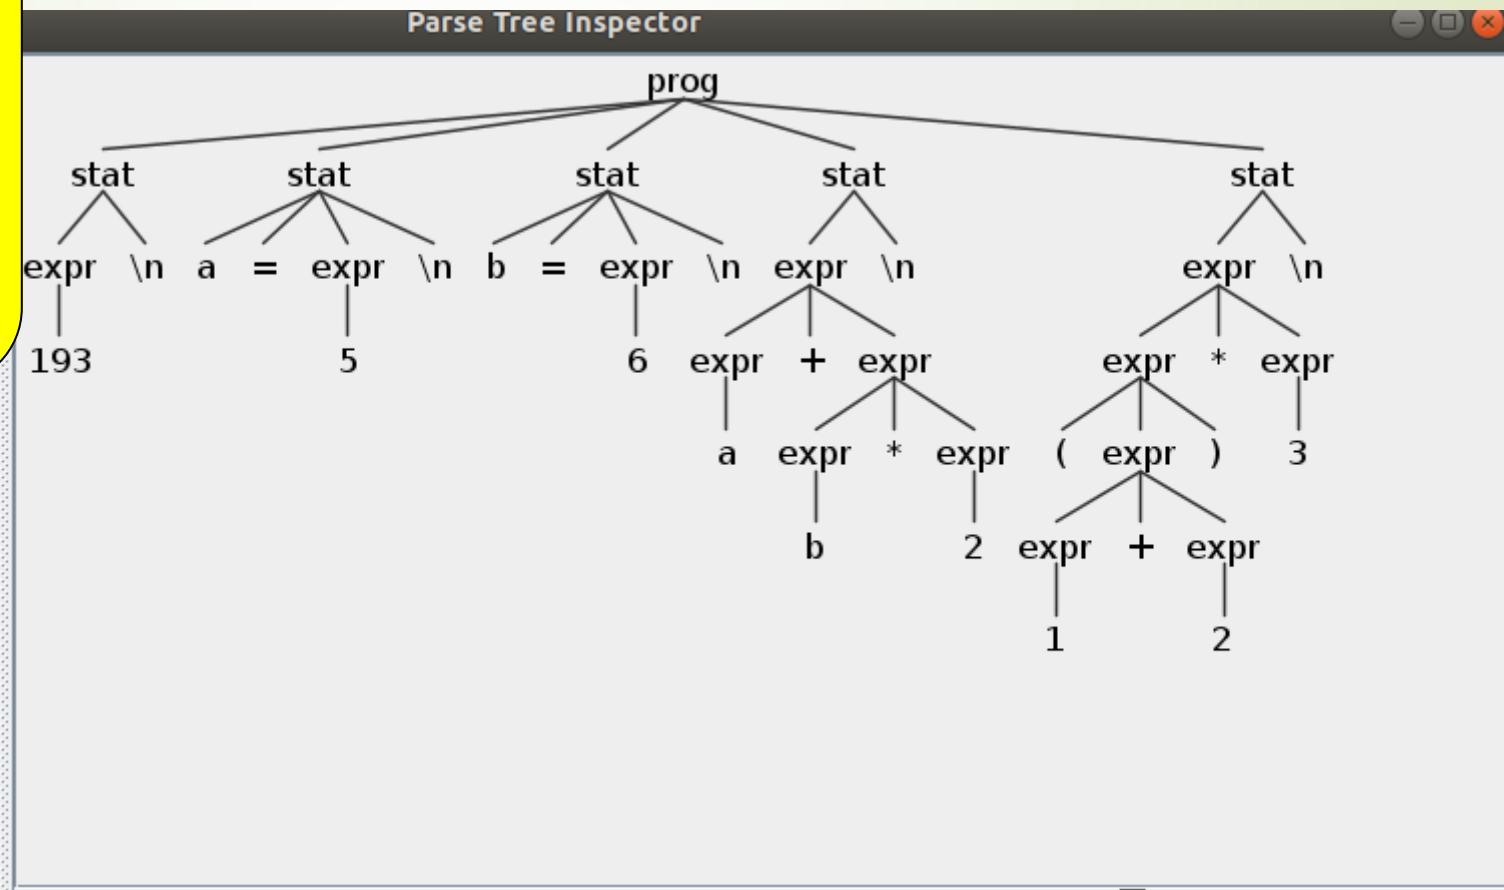 Parse Tree Inspector
prog
stat stat stat stat stat
expr \n a = expr \n b = expr \n expr \n expr \n
193 5 6 expr + expr expr * expr
a expr * expr ( expr ) 3
b 2 expr + expr
1 2